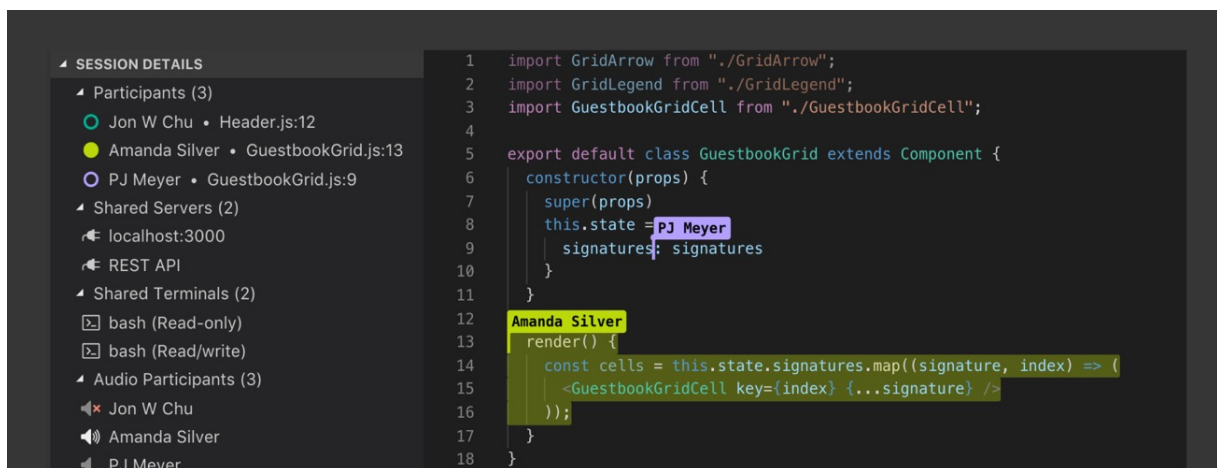 SESSION DETAILS
Participants (3)
Jon W Chu • Header.js:12
Amanda Silver • GuestbookGrid.js:13
PJ Meyer • GuestbookGrid.js:9
Shared Servers (2)
localhost:3000
REST API
Shared Terminals (2)
bash (Read-only)
bash (Read/write)
Audio Participants (3)
Jon W Chu
Amanda Silver
PJ Meyer
1 import GridArrow from "./GridArrow";
2 import GridLegend from "./GridLegend";
3 import GuestbookGridCell from "./GuestbookGridCell";
4
5 export default class GuestbookGrid extends Component {
6 constructor(props) {
7 super(props)
8 this.state =
PJ Meyer
9 signatures: signatures
10 }
11 }
12
Amanda Silver
13 render() {
14 const cells = this.state.signatures.map((signature, index) => (
15 <GuestbookGridCell key={index} {...signature} />
16 ));
17 }
18 }